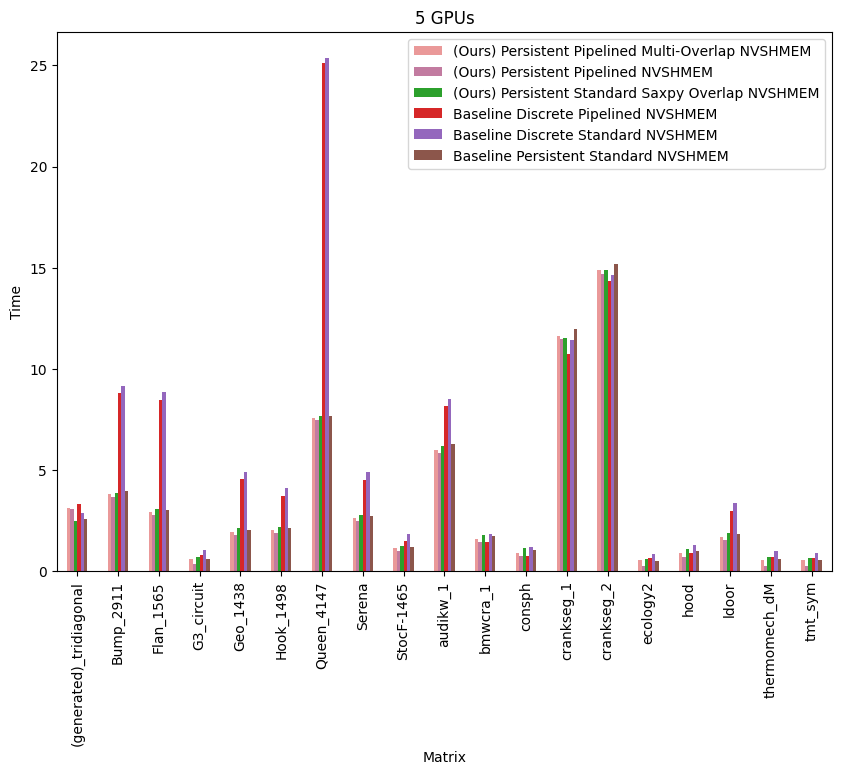 5 GPUs
(Ours) Persistent Pipelined Multi-Overlap NVSHMEM
(Ours) Persistent Pipelined NVSHMEM
(Ours) Persistent Standard Saxpy Overlap NVSHMEM
Baseline Discrete Pipelined NVSHMEM
Baseline Discrete Standard NVSHMEM
Baseline Persistent Standard NVSHMEM
25
20
15
10
5
0
Time
(generated)_tridiagonal
Bump_2911
Flan_1565
G3_circuit
Geo_1438
Hook_1498
Queen_4147
Serena
StocF-1465
audikw_1
bmwcra_1
consph
crankseg_1
crankseg_2
ecology2
hood
ldoor
thermomech_dM
tmt_sym
Matrix